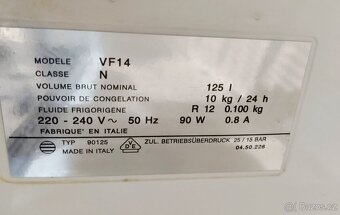 MODELE VF14
CLASSE N
VOLUME BRUT NOMINAL 125 l
POUVOIR DE CONGELATION 10 kg / 24 h
FLUIDE FRIGORIGENE R 12 0.100 kg
220 - 240 V ~ 50 Hz 90 W 0.8 A
FABRIQUE' EN ITALIE
TYP 90125
MADE IN ITALY
ZUL. BETRIEBSÜBERDRUCK 25 / 15 BAR
04.50.226.